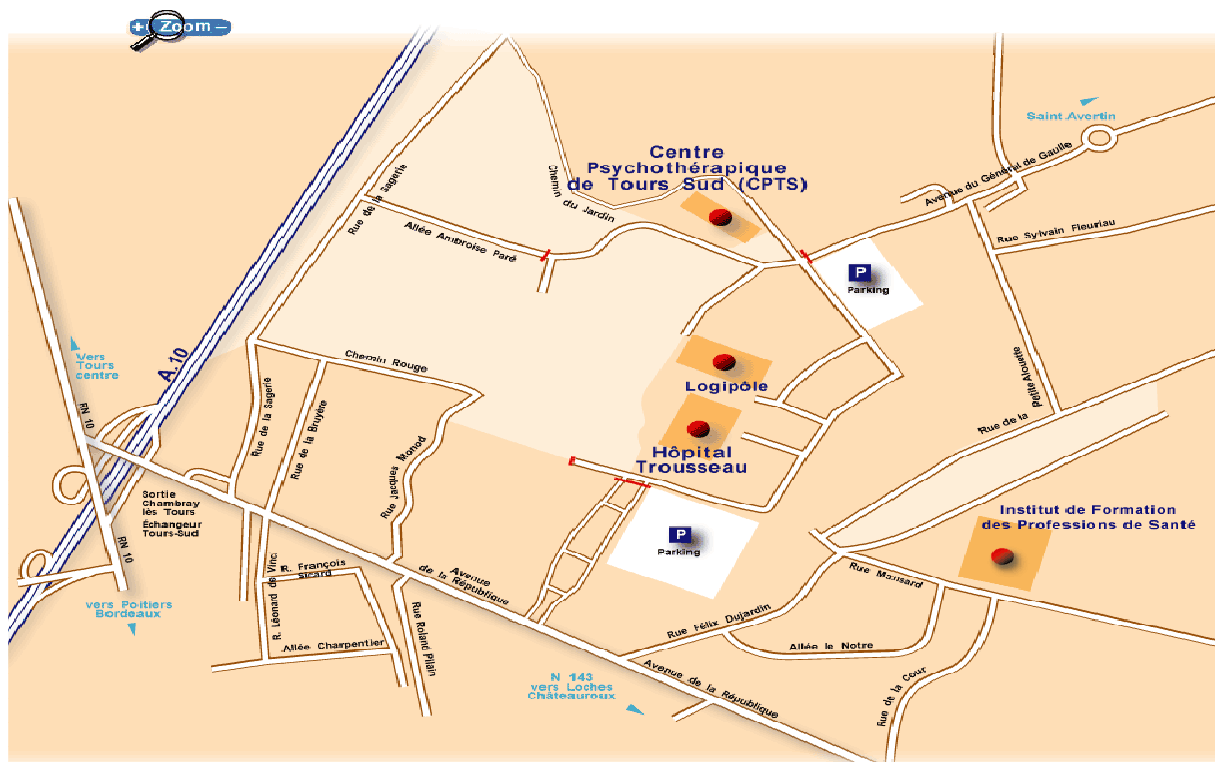 + Zoom –
Saint Avertin
Centre
Psychothérapique
de Tours Sud (CPTS)
Avenue du Général de Gaulle
Chemin
du Jardin
Rue de la Sagerie
Allée Ambroise Paré
Rue Sylvain Fleuriau
P
Parking
A.10
Vers
Tours
centre
Chemin Rouge
Logipôle
Rue de la
Petite Alouette
RN 10
Rue de la Sagerie
Rue de la Bruyère
Rue Jacques Monod
Hôpital
Trousseau
Sortie
Chambray
lès Tours
Échangeur
Tours-Sud
Institut de Formation
des Professions de Santé
P
Parking
RN 10
R. François
Sicard
R. Léonard de Vinc.
Avenue
de la République
Rue Mansard
vers Poitiers
Bordeaux
Rue Roland Pilain
Rue Félix Dujardin
Allée Charpentier
Allée le Notre
N 143
vers Loches
Châteauroux
Avenue de la République
Rue de la Cour